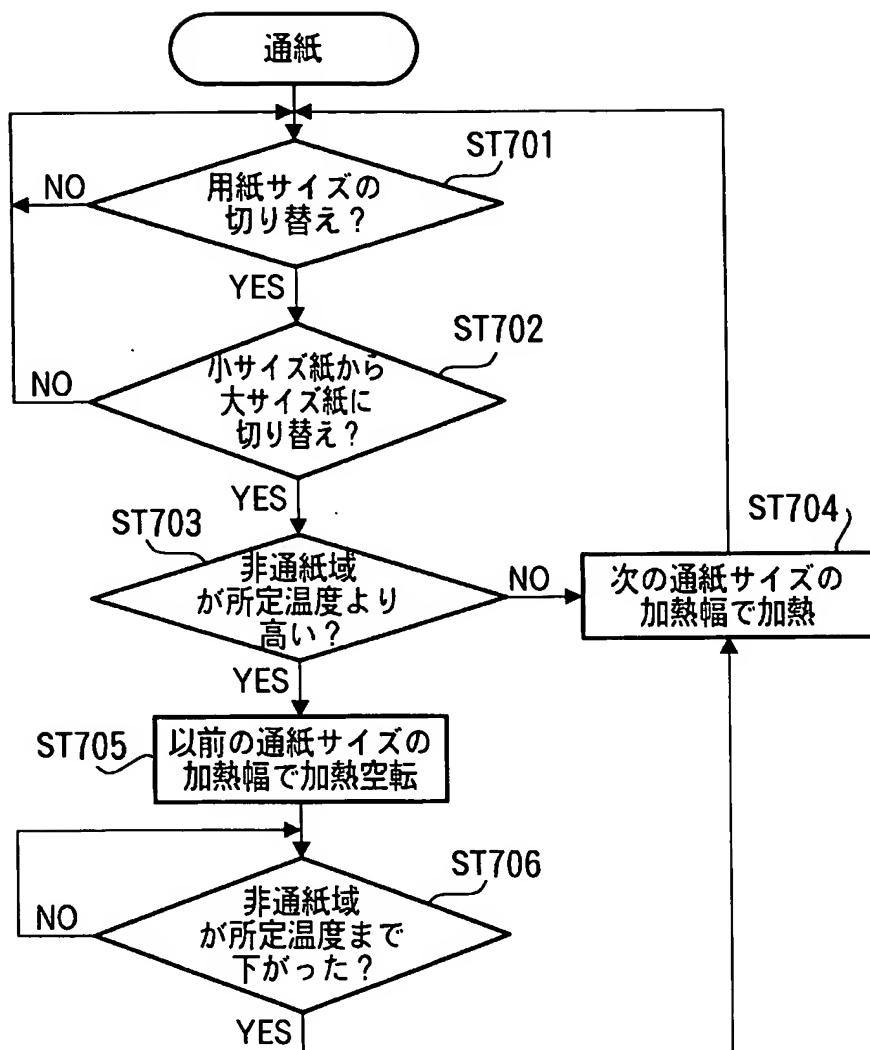 通紙
ST701
NO
用紙サイズの
切り替え？
YES
ST702
NO
小サイズ紙から
大サイズ紙に
切り替え？
YES
ST703
ST704
非通紙域
が所定温度より
高い？
NO
次の通紙サイズの
加熱幅で加熱
YES
ST705
以前の通紙サイズの
加熱幅で加熱空転
ST706
NO
非通紙域
が所定温度まで
下がった？
YES